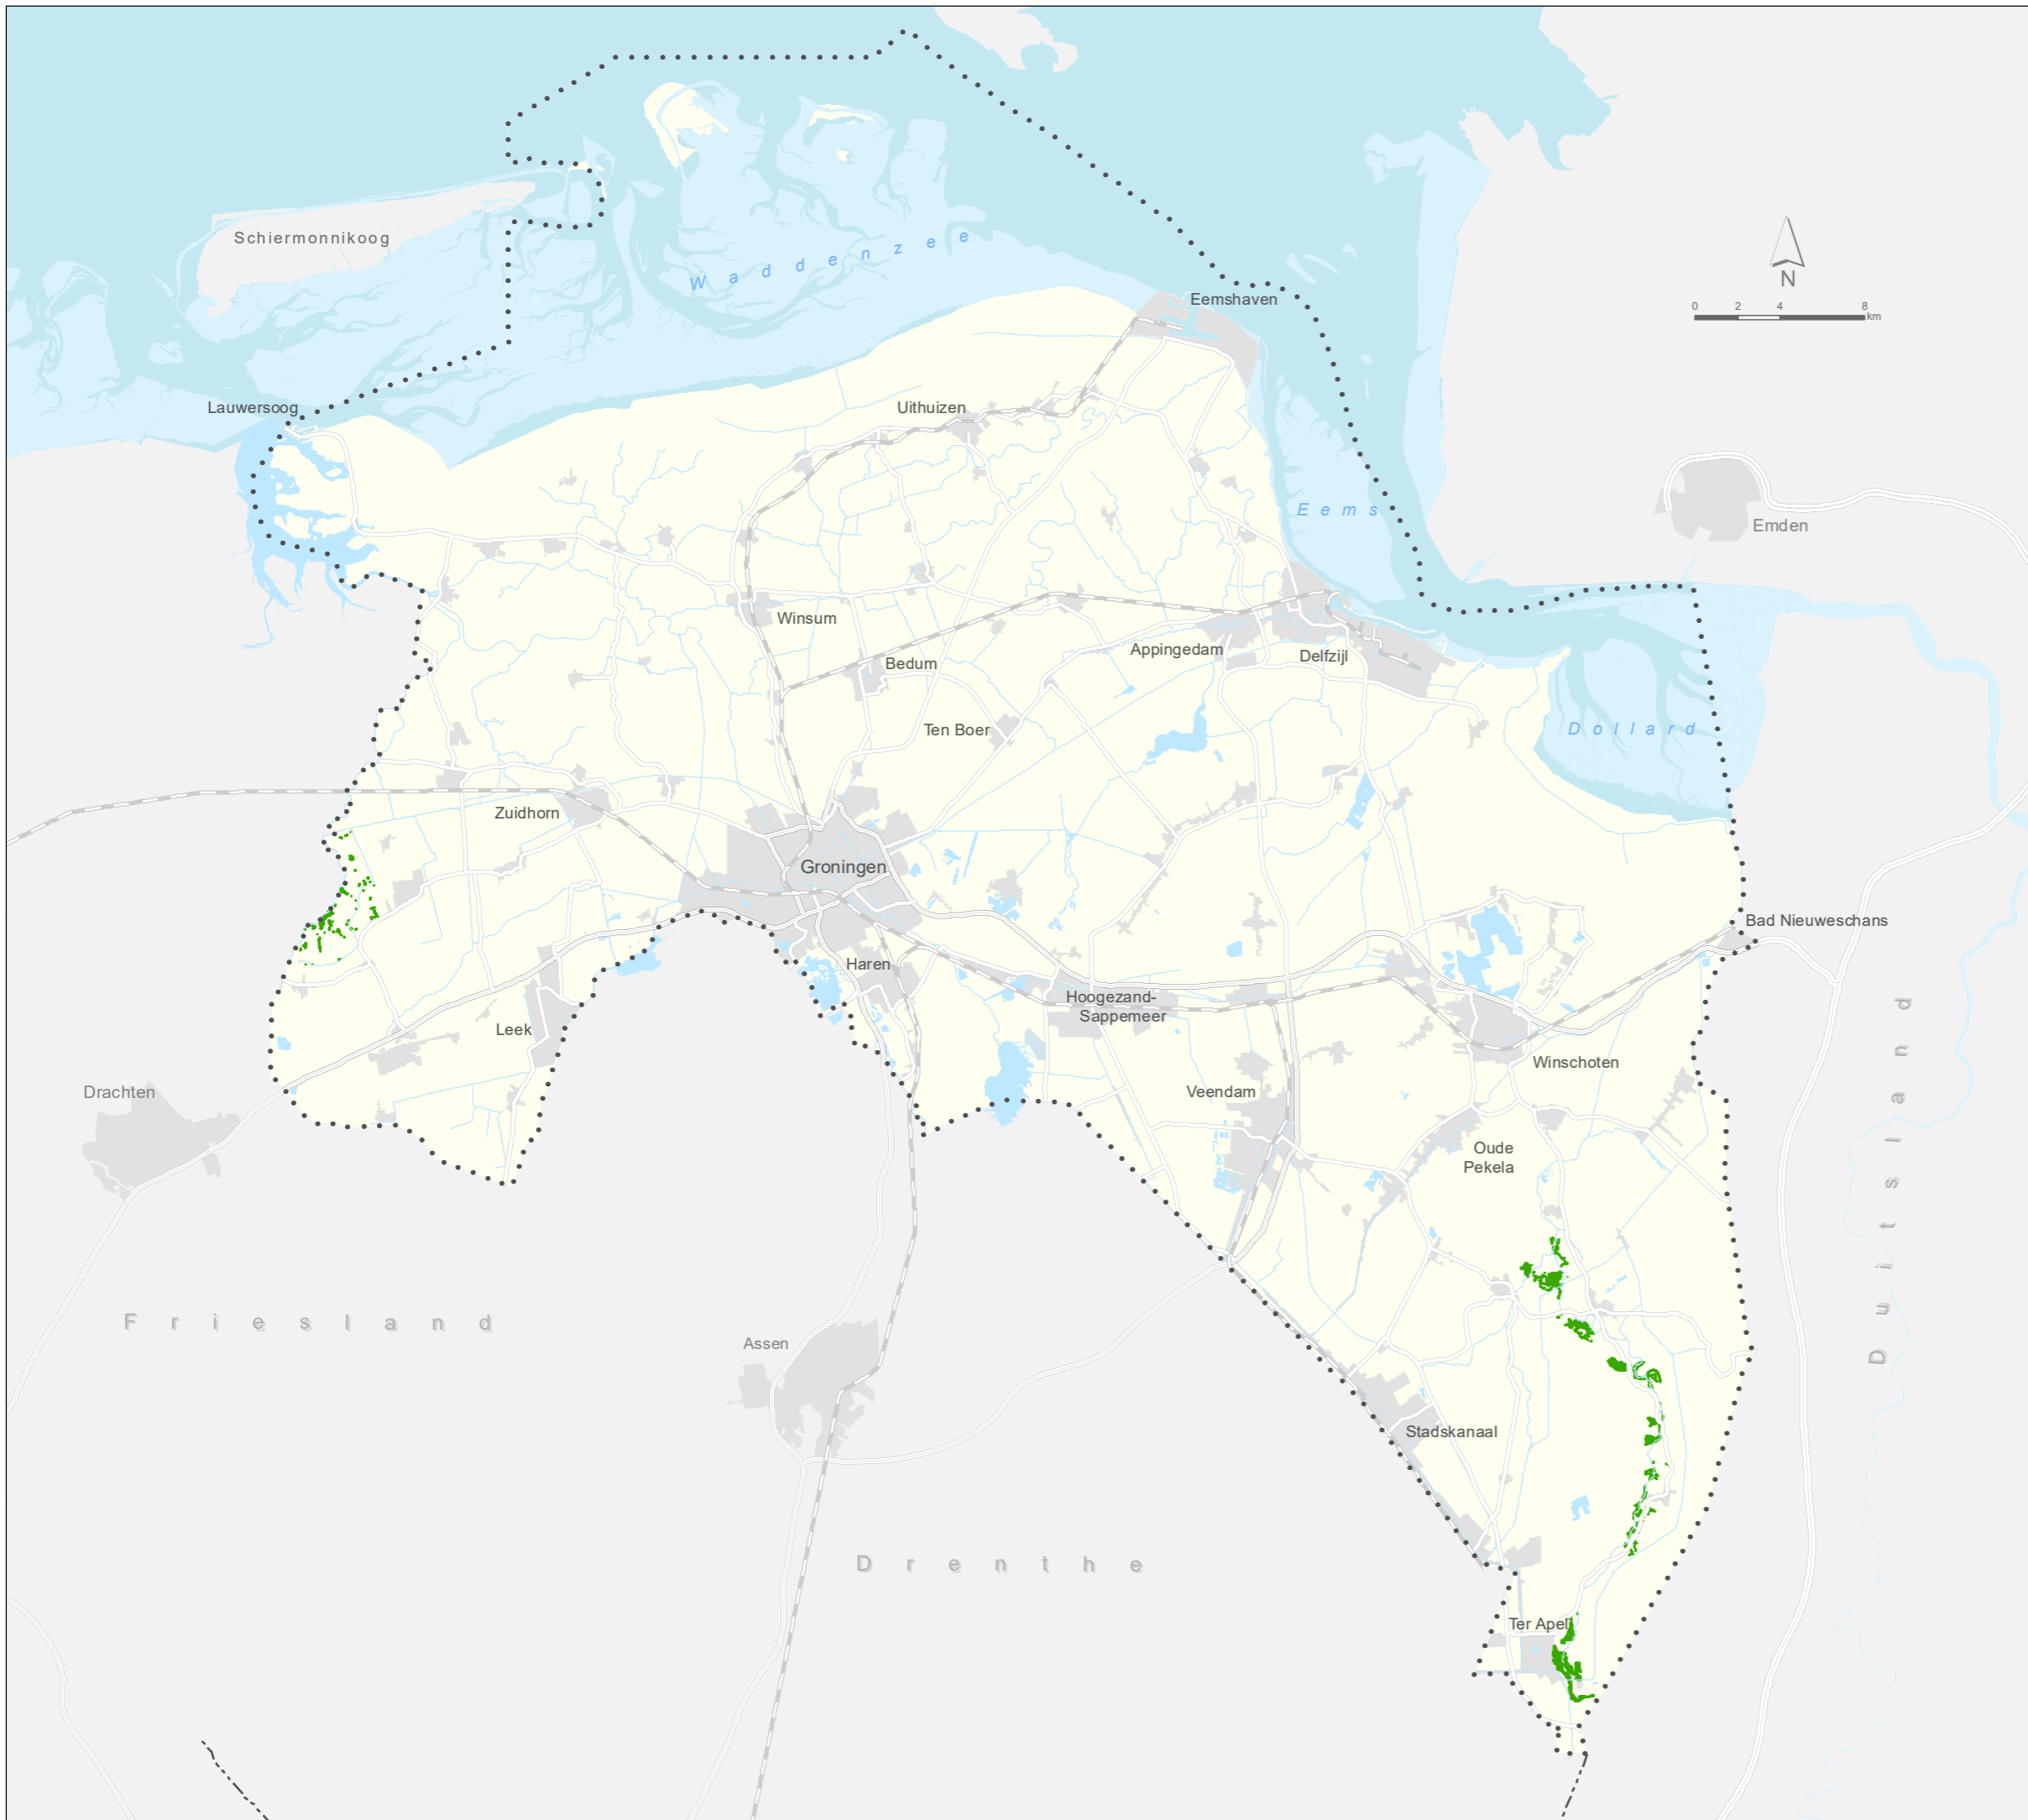 Schiermonnikoog
Waddenzee
N
0 2 4 8
km
Eemshaven
Lauwersoog
Uithuizen
Eems
Emden
Winsum
Appingedam
Delfzijl
Bedum
Ten Boer
Dollard
Zuidhorn
Groningen
Bad Nieuweschans
Haren
Hoogezand-
Sappemeer
Leek
Winschoten
Drachten
Veendam
Oude
Pekela
Duitsland
Friesland
Assen
Stadskanaal
Drenthe
Ter Apel